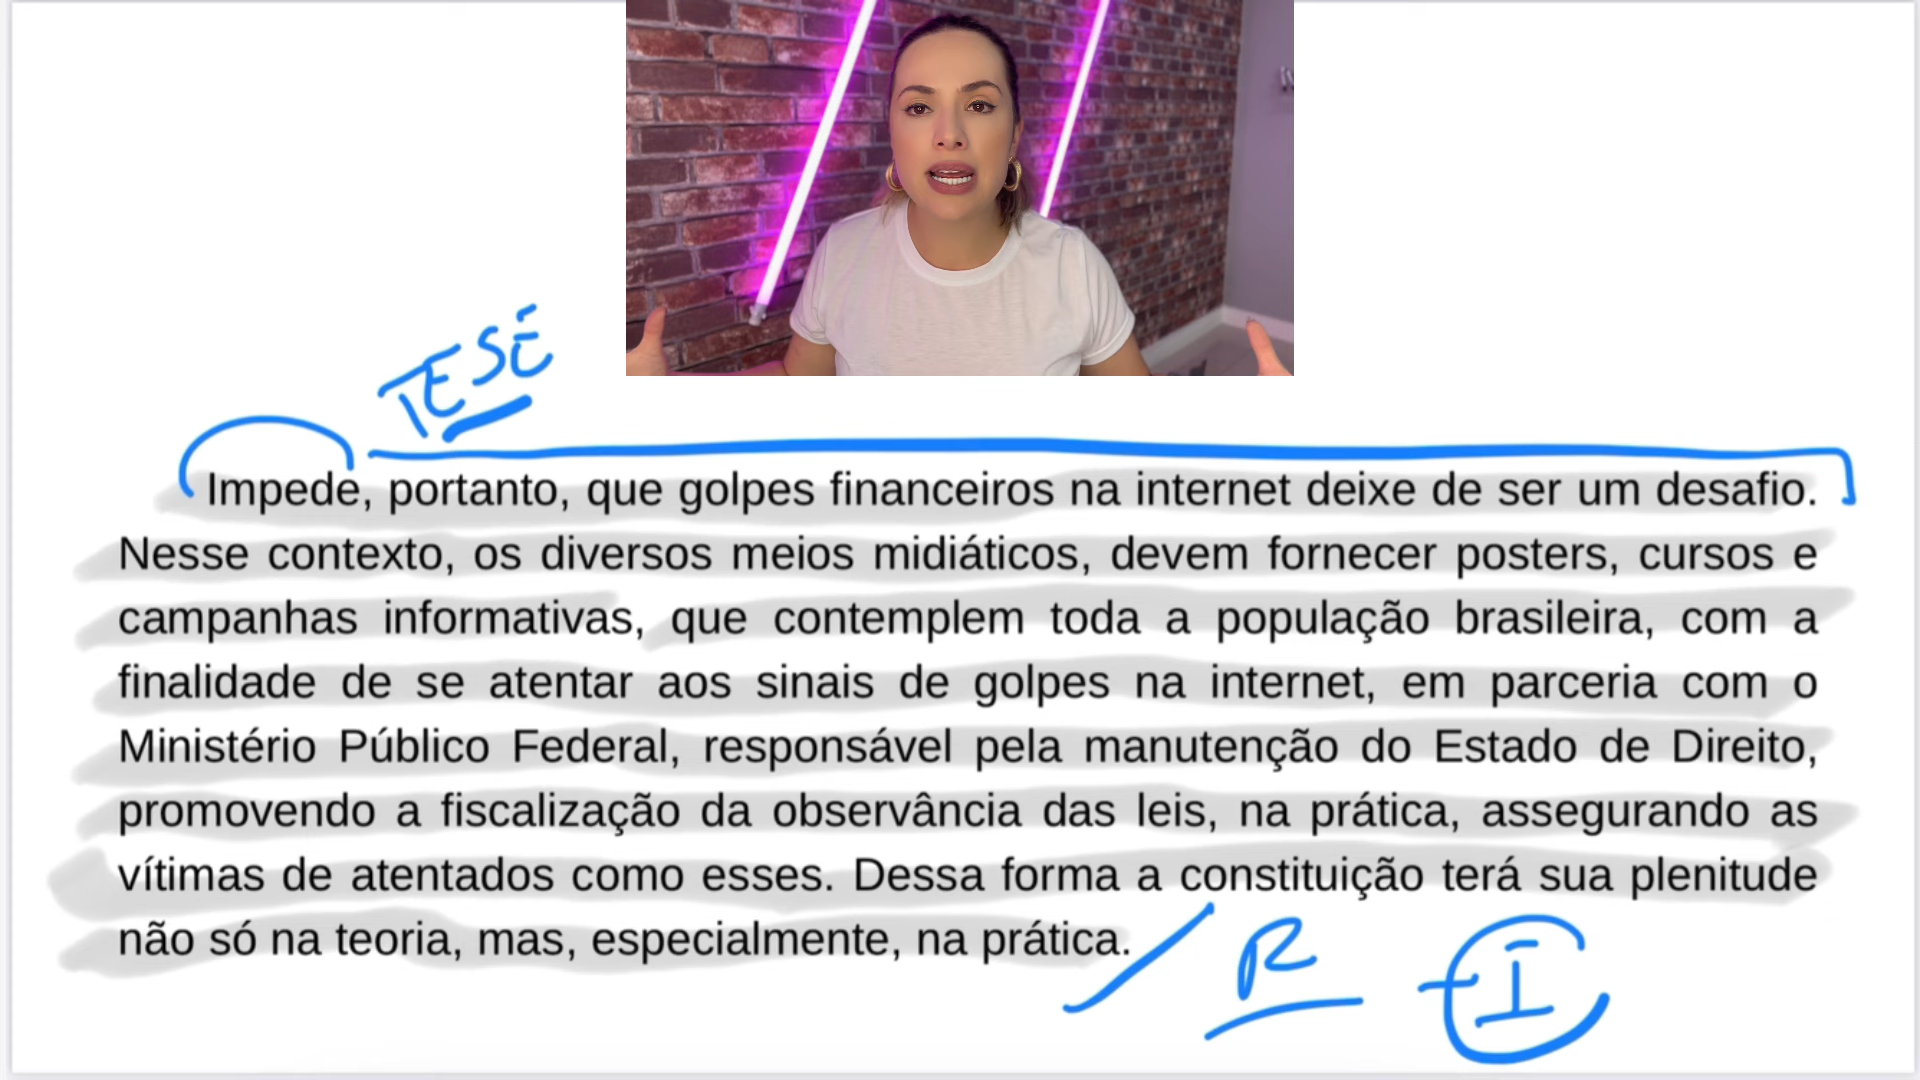 TESE
Impede, portanto, que golpes financeiros na internet deixe de ser um desafio.
Nesse contexto, os diversos meios midiáticos, devem fornecer posters, cursos e
campanhas informativas, que contemplem toda a população brasileira, com a
finalidade de se atentar aos sinais de golpes na internet, em parceria com o
Ministério Público Federal, responsável pela manutenção do Estado de Direito,
promovendo a fiscalização da observância das leis, na prática, assegurando as
vítimas de atentados como esses. Dessa forma a constituição terá sua plenitude
não só na teoria, mas, especialmente, na prática.
R I